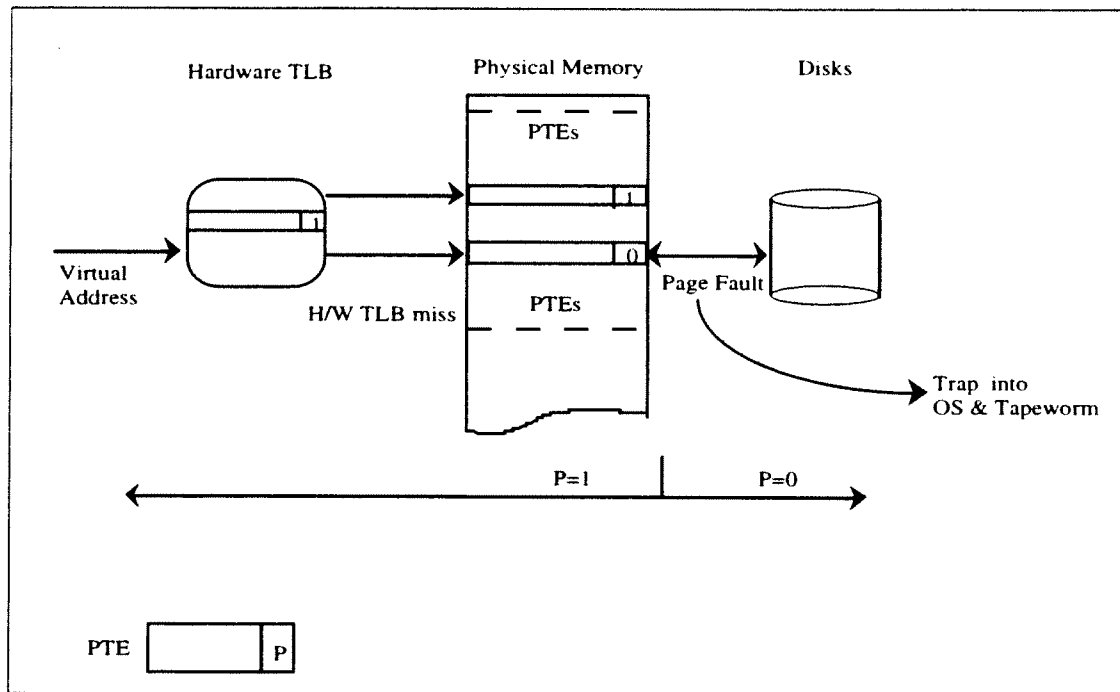 Hardware TLB
Physical Memory
Disks
PTEs
1
1
0
Virtual
Address
Page Fault
H/W TLB miss
PTEs
Trap into
OS & Tapeworm
P=1
P=0
PTE
P